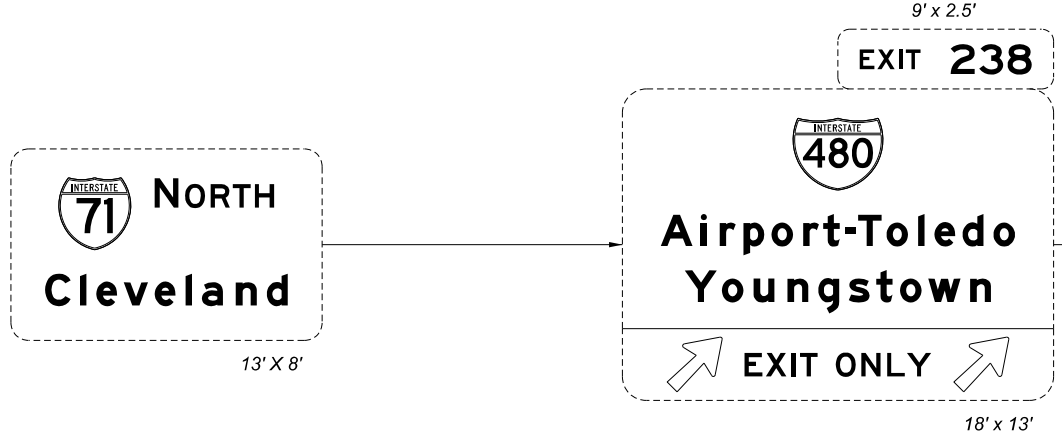 INTERSTATE
71
NORTH
Cleveland
13' X 8'
9' x 2.5'
EXIT 238
INTERSTATE
480
Airport-Toledo
Youngstown
EXIT ONLY
18' x 13'